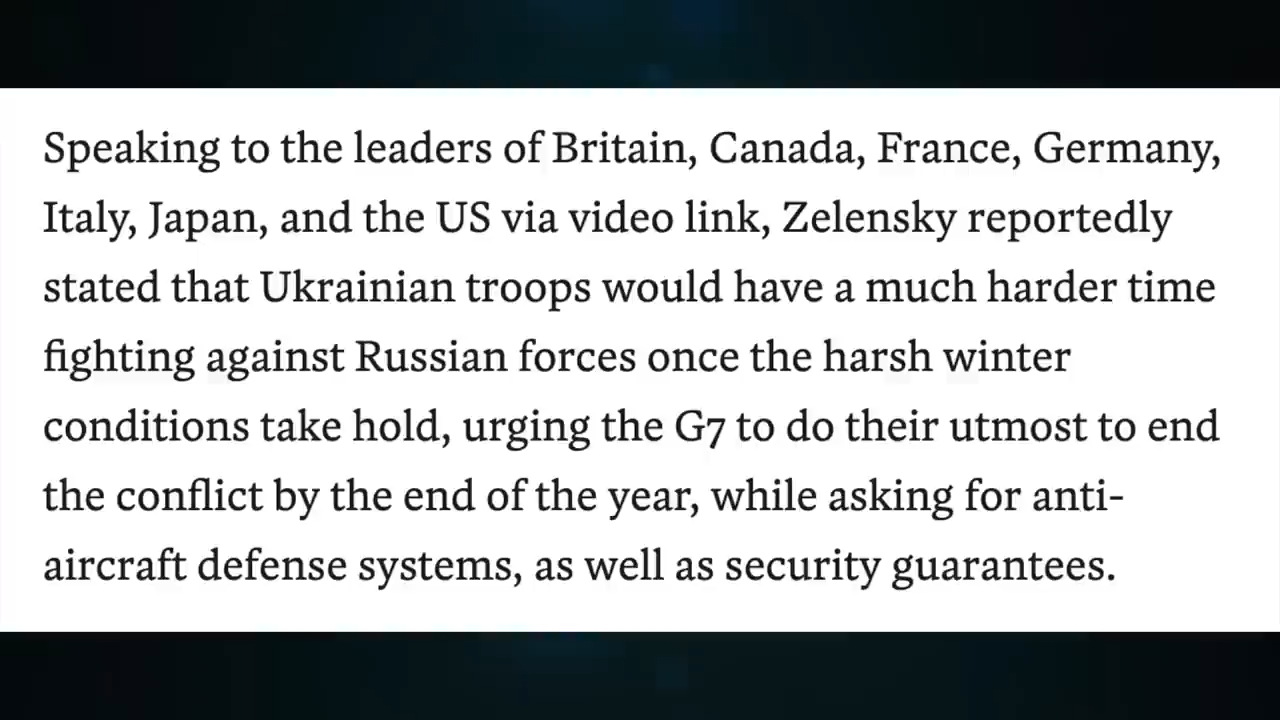 Speaking to the leaders of Britain, Canada, France, Germany,
Italy, Japan, and the US via video link, Zelensky reportedly
stated that Ukrainian troops would have a much harder time
fighting against Russian forces once the harsh winter
conditions take hold, urging the G7 to do their utmost to end
the conflict by the end of the year, while asking for anti-
aircraft defense systems, as well as security guarantees.